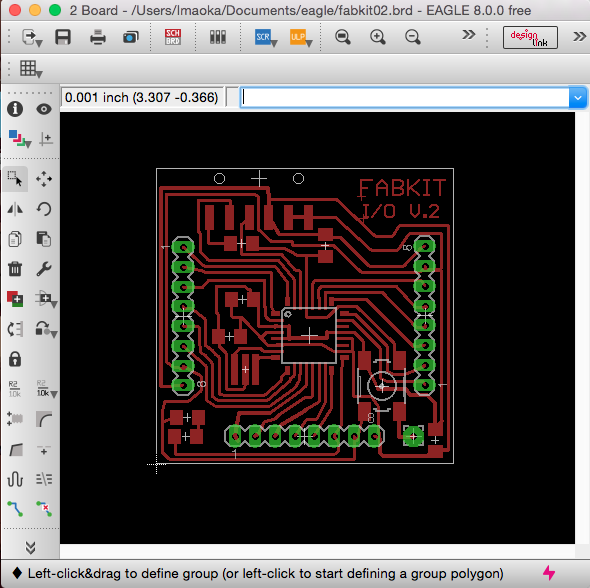 2 Board - /Users/lmaoka/Documents/eagle/fabkit02.brd - EAGLE 8.0.0 free
SCH
BRD
SCR
ULP
design
link
0.001 inch (3.307 -0.366)
FABKIT
I/O V.2
1
8
8
1
8
1
R2
10k
R2
10k
Left-click&drag to define group (or left-click to start defining a group polygon)